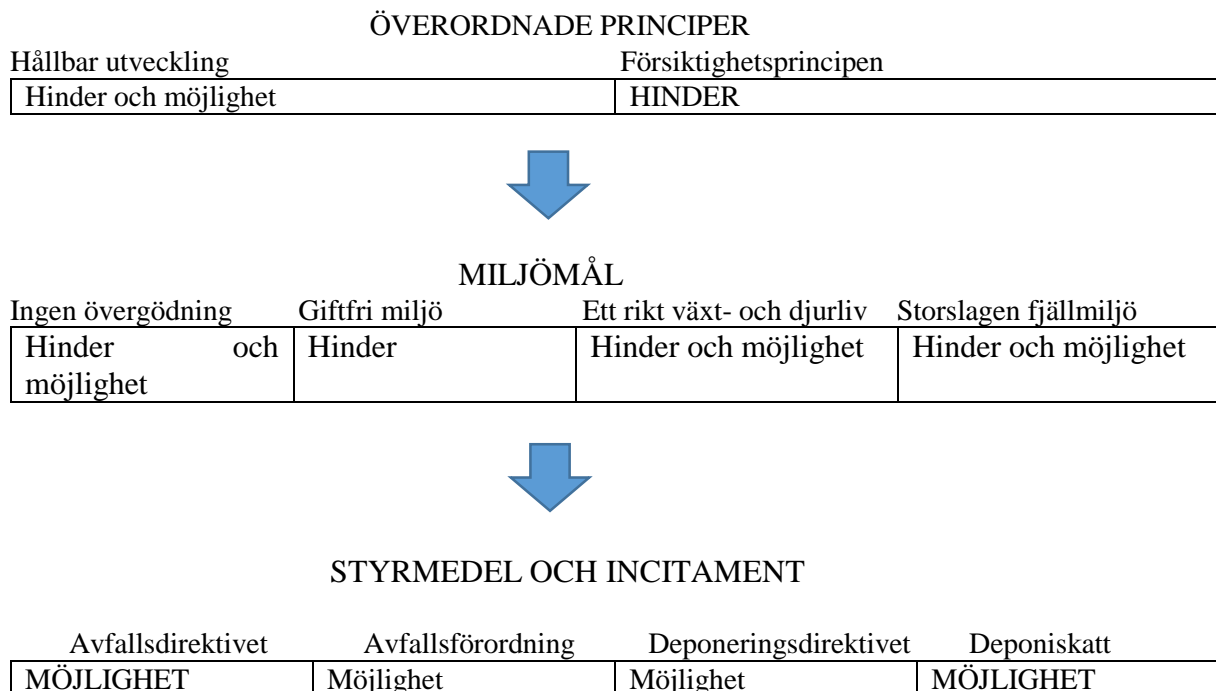 ÖVERORDNADE PRINCIPER
Hållbar utveckling Försiktighetsprincipen
Hinder och möjlighet HINDER
MILJÖMÅL
Ingen övergödning Giftfri miljö Ett rikt växt- och djurliv Storslagen fjällmiljö
Hinder och Hinder Hinder och möjlighet Hinder och möjlighet
möjlighet
STYRMEDEL OCH INCITAMENT
Avfallsdirektivet Avfallsförordning Deponeringsdirektivet Deponiskatt
MÖJLIGHET Möjlighet Möjlighet MÖJLIGHET